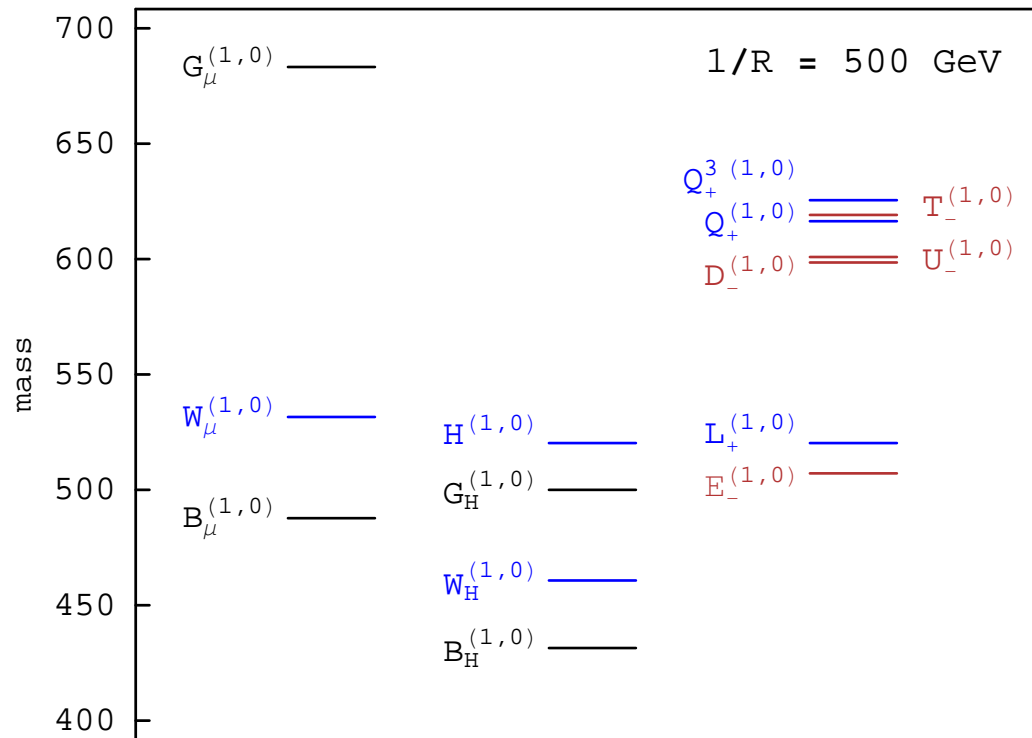 700
650
600
550
500
450
400
mass
1/R = 500 GeV
G_μ^(1,0)
W_μ^(1,0)
B_μ^(1,0)
H^(1,0)
G_H^(1,0)
W_H^(1,0)
B_H^(1,0)
Q_+^3 (1,0)
Q_+^(1,0)
D_-^(1,0)
T_-^(1,0)
U_-^(1,0)
L_+^(1,0)
E_-^(1,0)